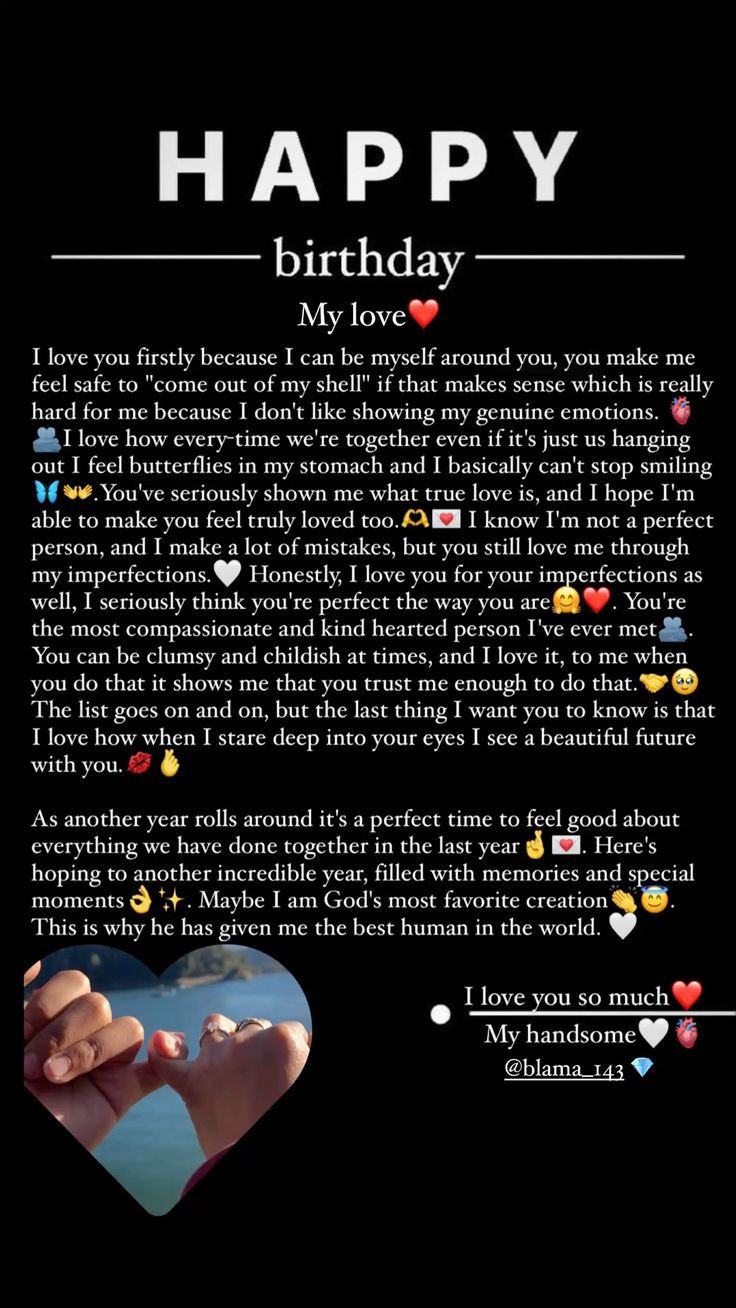 HAPPY
birthday
My love❤️
I love you firstly because I can be myself around you, you make me
feel safe to "come out of my shell" if that makes sense which is really
hard for me because I don't like showing my genuine emotions. 🫀
🫂I love how every-time we're together even if it's just us hanging
out I feel butterflies in my stomach and I basically can't stop smiling
🦋👐.You've seriously shown me what true love is, and I hope I'm
able to make you feel truly loved too.🫶💌 I know I'm not a perfect
person, and I make a lot of mistakes, but you still love me through
my imperfections.🤍 Honestly, I love you for your imperfections as
well, I seriously think you're perfect the way you are🤗❤️. You're
the most compassionate and kind hearted person I've ever met🫂.
You can be clumsy and childish at times, and I love it, to me when
you do that it shows me that you trust me enough to do that.🤝🥹
The list goes on and on, but the last thing I want you to know is that
I love how when I stare deep into your eyes I see a beautiful future
with you.💋🫰
As another year rolls around it's a perfect time to feel good about
everything we have done together in the last year🤞💌. Here's
hoping to another incredible year, filled with memories and special
moments👌✨. Maybe I am God's most favorite creation👏😇.
This is why he has given me the best human in the world. 🤍
I love you so much❤️
My handsome🤍🫀
@blama_143 💎